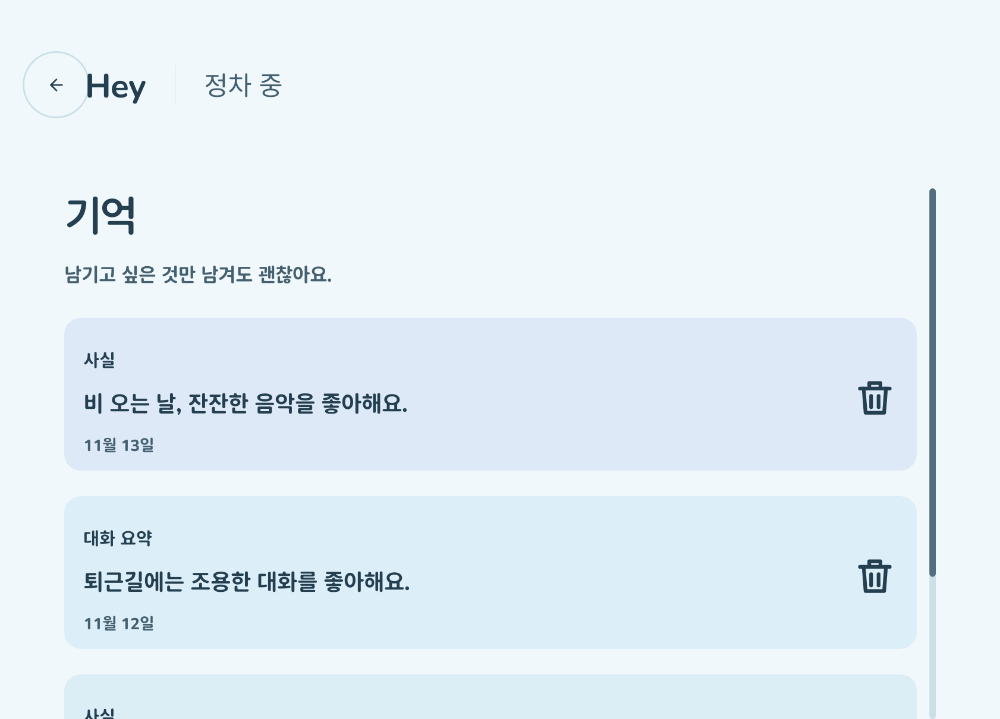 Hey
정차 중
기억
남기고 싶은 것만 남겨도 괜찮아요.
사실
비 오는 날, 잔잔한 음악을 좋아해요.
11월 13일
대화 요약
퇴근길에는 조용한 대화를 좋아해요.
11월 12일
사실